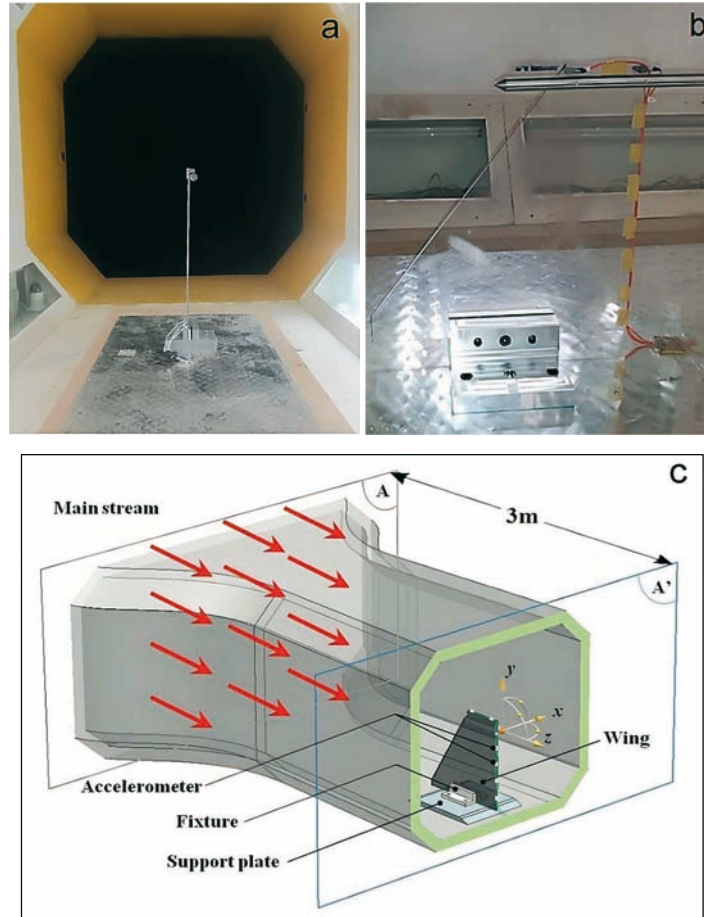 a
b
c
Main stream
A
3m
A’
y
x
z
Wing
Accelerometer
Fixture
Support plate